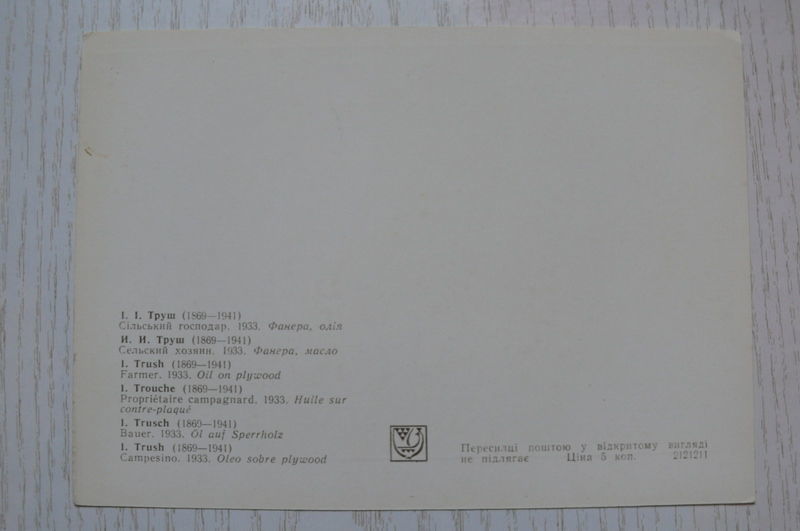 І. І. Труш (1869—1941)
Сільський господар. 1933. Фанера, олія
И. И. Труш (1869—1941)
Сельский хозяин. 1933. Фанера, масло
I. Trush (1869—1941)
Farmer. 1933. Oil on plywood
I. Trouche (1869—1941)
Propriétaire campagnard. 1933. Huile sur
contre-plaqué
I. Trusch (1869—1941)
Bauer. 1933. Öl auf Sperrholz
I. Trush (1869—1941)
Campesino. 1933. Oleo sobre plywood
Пересилці поштою у відкритому вигляді
не підлягає Ціна 5 коп. 2121211